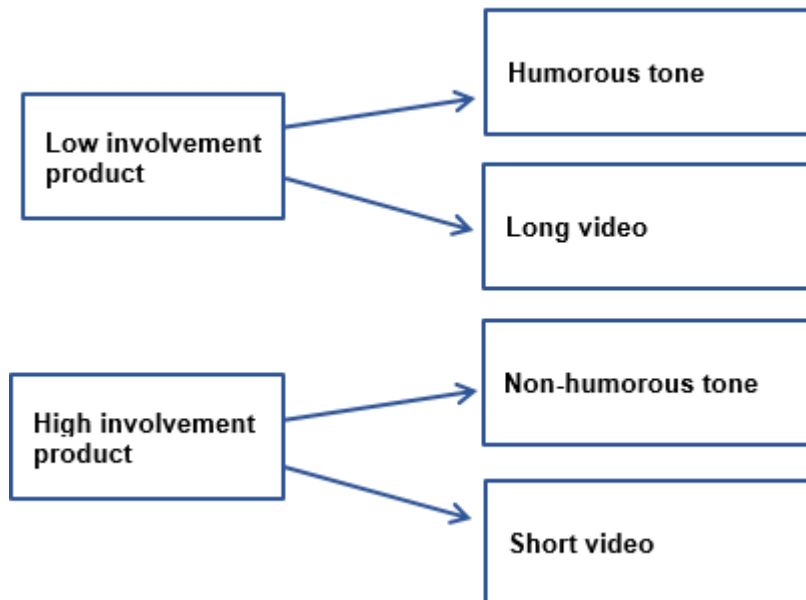 Humorous tone
Low involvement
product
Long video
Non-humorous tone
High involvement
product
Short video